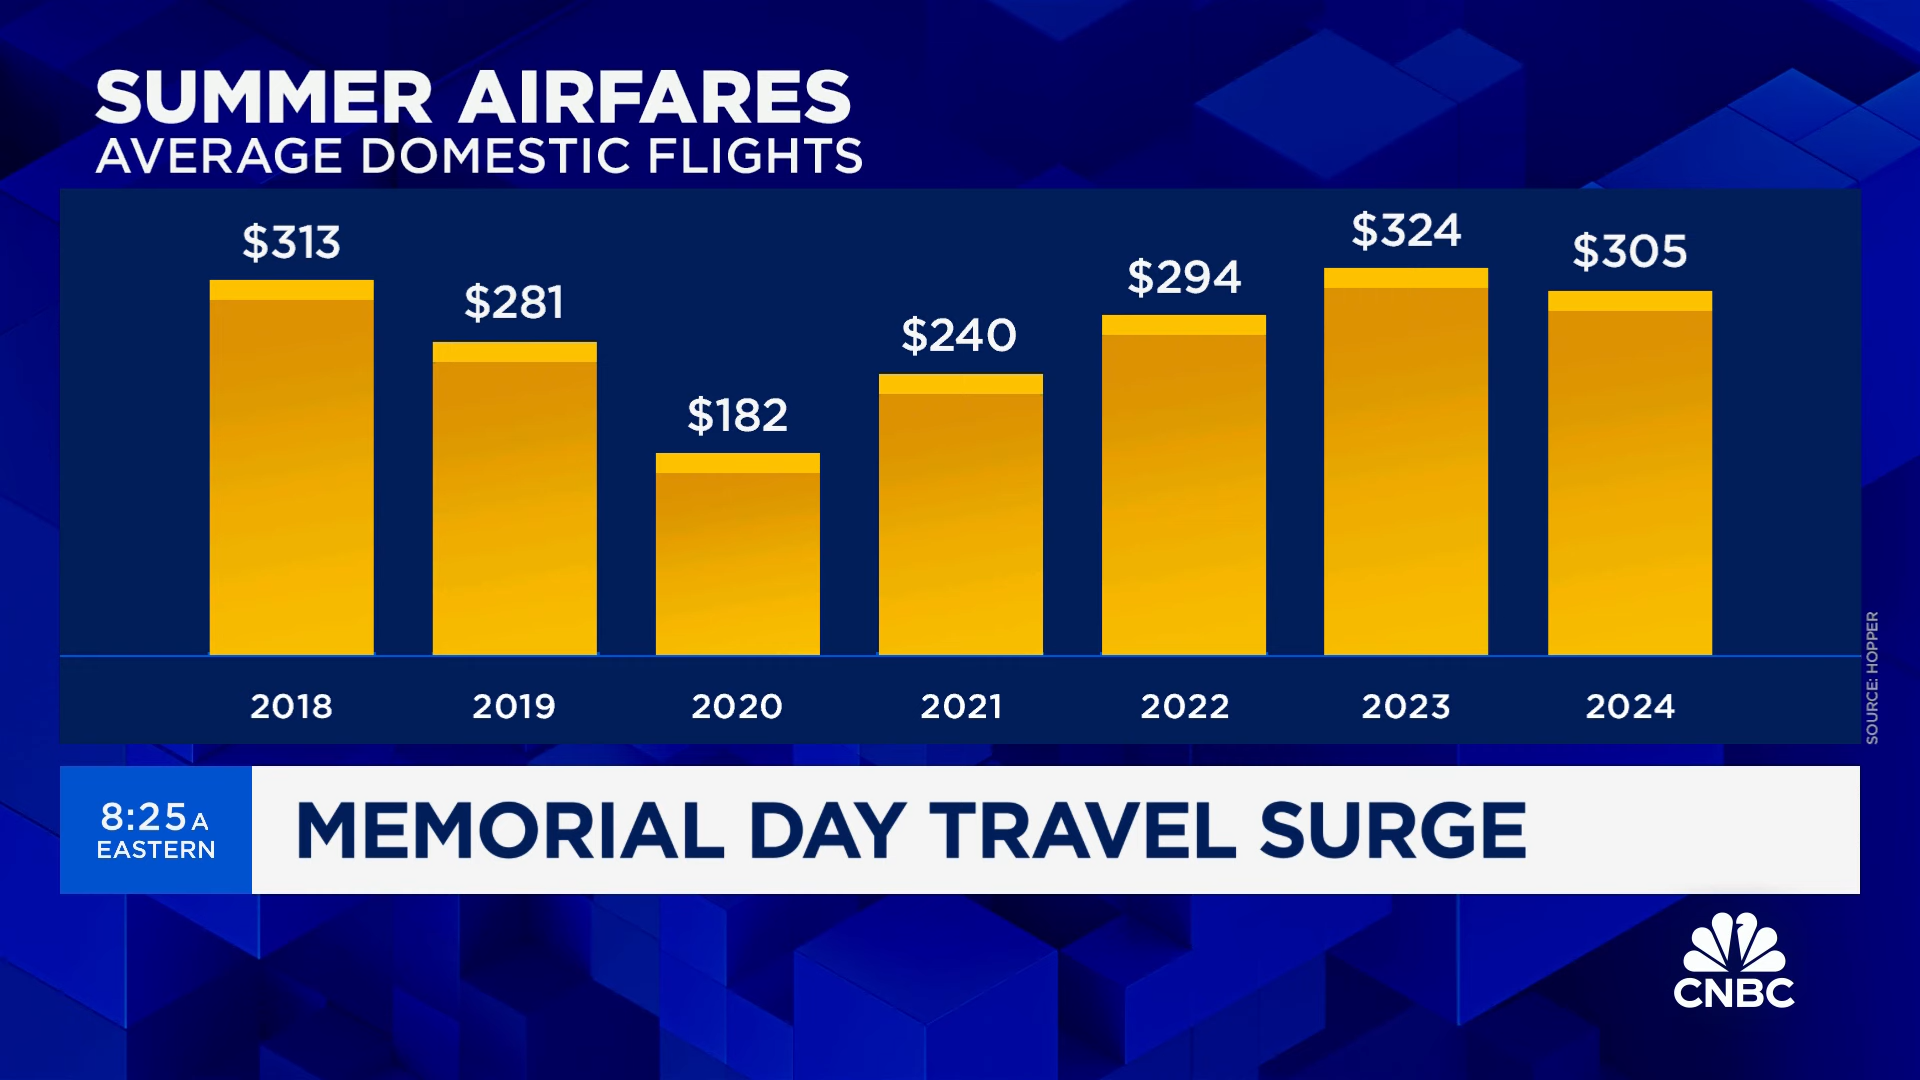 SUMMER AIRFARES
AVERAGE DOMESTIC FLIGHTS
$313
$281
$182
$240
$294
$324
$305
2018
2019
2020
2021
2022
2023
2024
SOURCE: HOPPER
8:25A
EASTERN
MEMORIAL DAY TRAVEL SURGE
CNBC